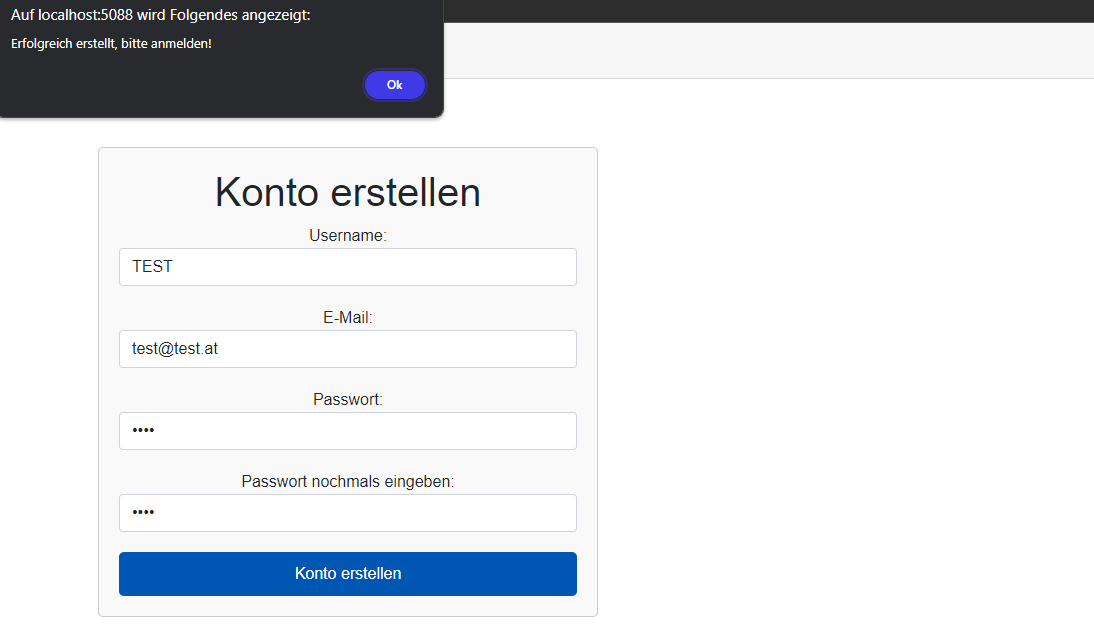 Auf localhost:5088 wird Folgendes angezeigt:
Erfolgreich erstellt, bitte anmelden!
Ok
Konto erstellen
Username:
TEST
E-Mail:
test@test.at
Passwort:
••••
Passwort nochmals eingeben:
••••
Konto erstellen